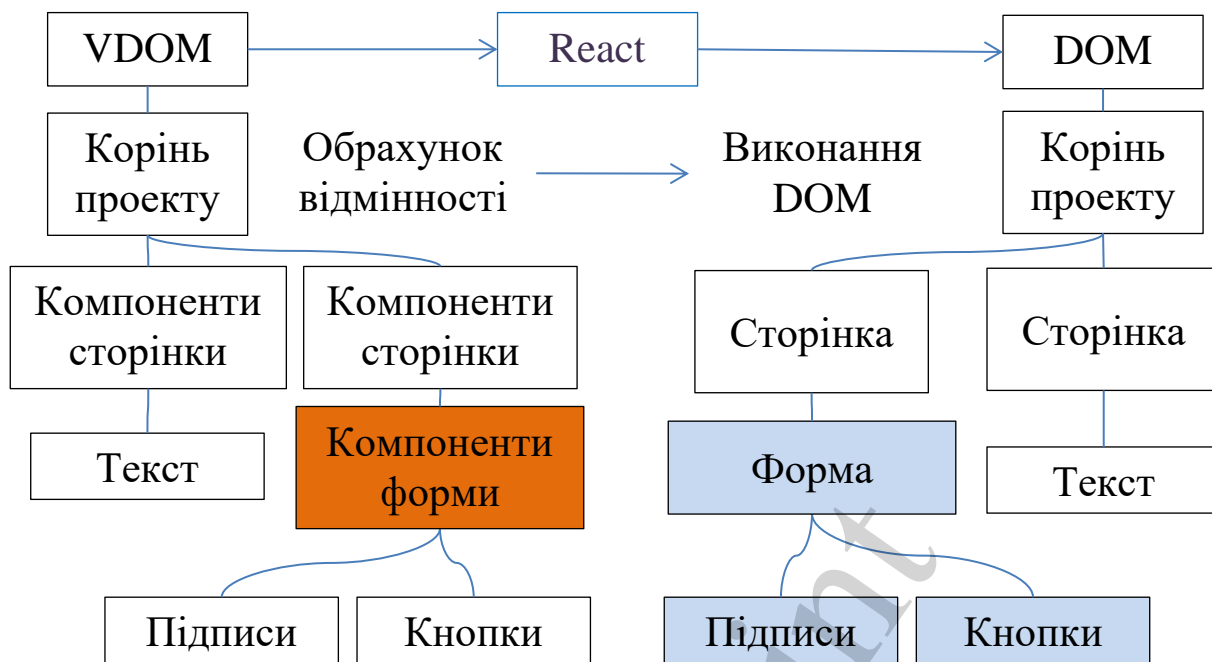 VDOM
React
DOM
Корінь
проекту
Обрахунок
відмінності
Виконання
DOM
Корінь
проекту
Компоненти
сторінки
Компоненти
сторінки
Сторінка
Сторінка
Текст
Компоненти
форми
Форма
Текст
Підписи
Кнопки
Підписи
Кнопки